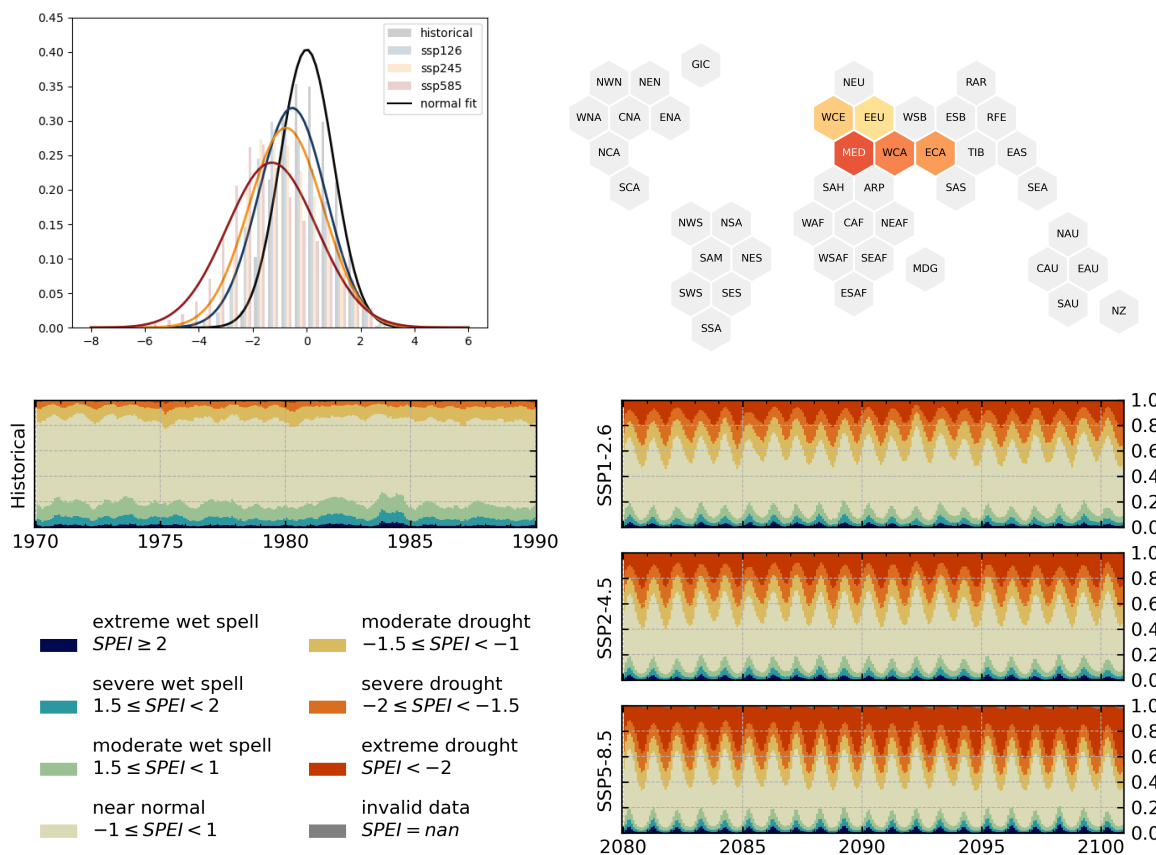 0.45
0.40
0.35
0.30
0.25
0.20
0.15
0.10
0.05
0.00
−8 −6 −4 −2 0 2 4 6
historical
ssp126
ssp245
ssp585
normal fit
GIC
NWN NEN NEU RAR
WNA CNA ENA WCE EEU WSB ESB RFE
NCA MED WCA ECA TIB EAS
SCA SAH ARP SAS SEA
NWS NSA WAF CAF NEAF NAU
SAM NES WSAF SEAF MDG CAU EAU
SWS SES ESAF SAU NZ
SSA
Historical
1970 1975 1980 1985 1990
SSP1-2.6
1.0
0.8
0.6
0.4
0.2
0.0
SSP2-4.5
1.0
0.8
0.6
0.4
0.2
0.0
SSP5-8.5
1.0
0.8
0.6
0.4
0.2
0.0
2080 2085 2090 2095 2100
extreme wet spell
SPEI ≥ 2
severe wet spell
1.5 ≤ SPEI < 2
moderate wet spell
1.5 ≤ SPEI < 1
near normal
−1 ≤ SPEI < 1
moderate drought
−1.5 ≤ SPEI < −1
severe drought
−2 ≤ SPEI < −1.5
extreme drought
SPEI < −2
invalid data
SPEI = nan